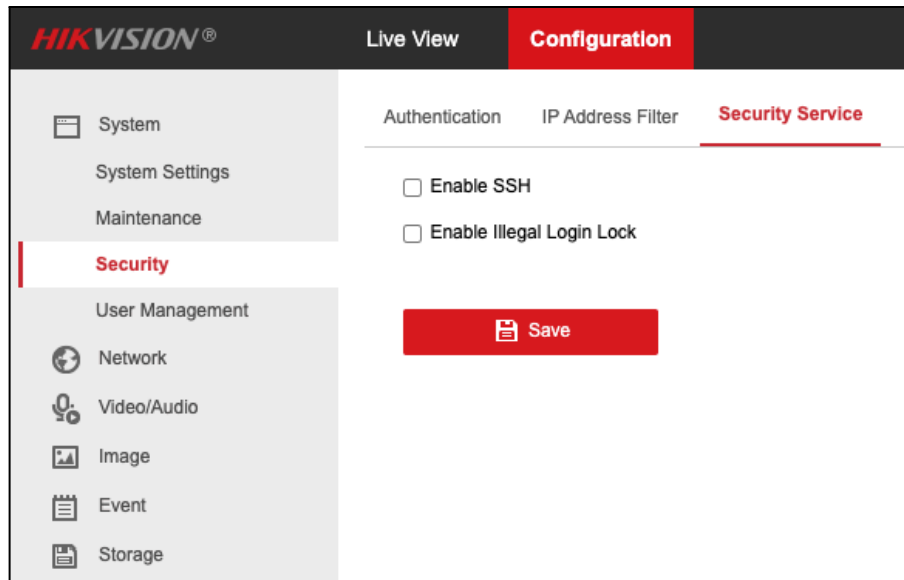 HIKVISION®
Live View
Configuration
System
System Settings
Maintenance
Security
User Management
Network
Video/Audio
Image
Event
Storage
Authentication
IP Address Filter
Security Service
Enable SSH
Enable Illegal Login Lock
Save